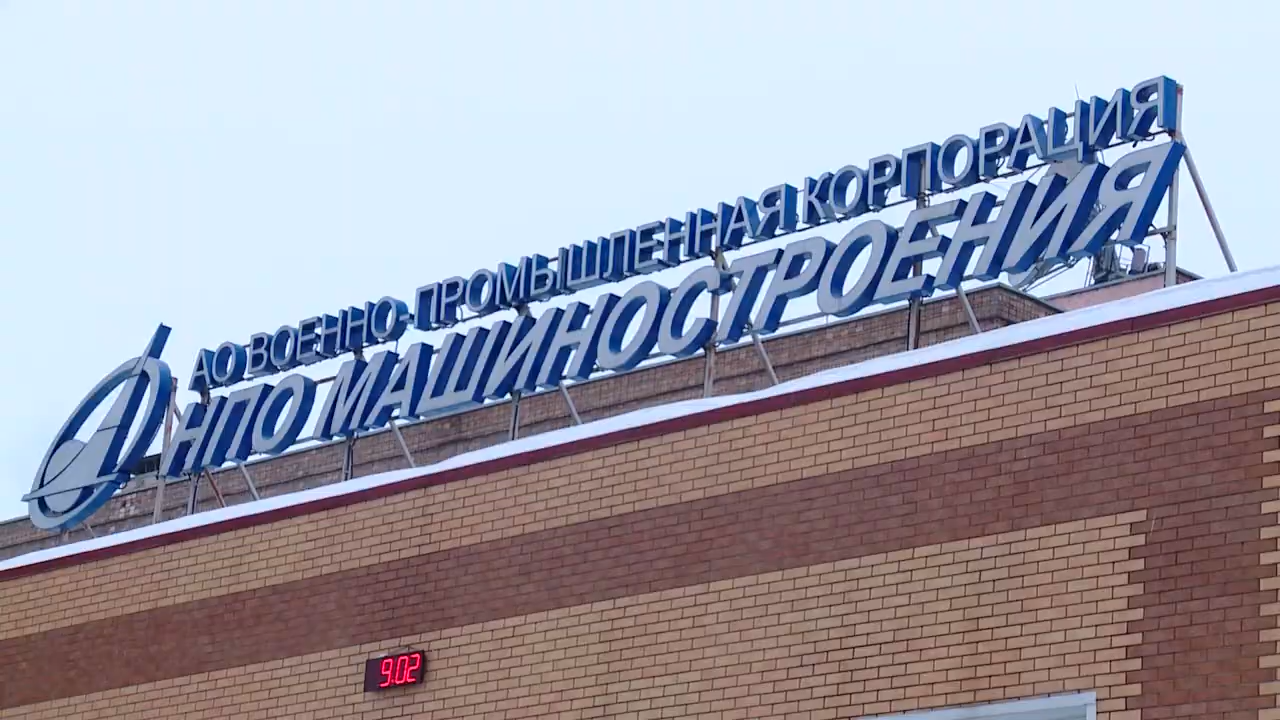 АО ВОЕННО-ПРОМЫШЛЕННАЯ КОРПОРАЦИЯ
НПО МАШИНОСТРОЕНИЯ
9.02